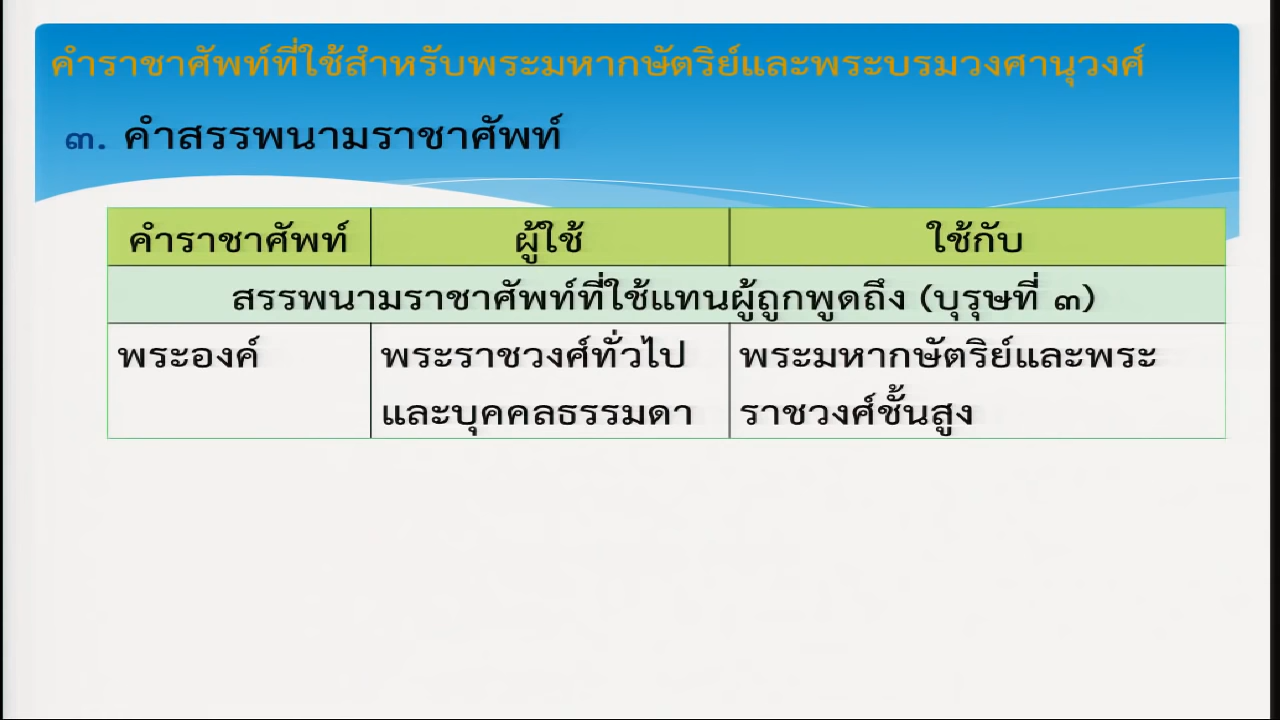 คำราชาศัพท์ที่ใช้สำหรับพระมหากษัตริย์และพระบรมวงศานุวงศ์
๓. คำสรรพนามราชาศัพท์
คำราชาศัพท์ ผู้ใช้ ใช้กับ
สรรพนามราชาศัพท์ที่ใช้แทนผู้ถูกพูดถึง (บุรุษที่ ๓)
พระองค์ พระราชวงศ์ทั่วไป พระมหากษัตริย์และพระ
และบุคคลธรรมดา ราชวงศ์ชั้นสูง